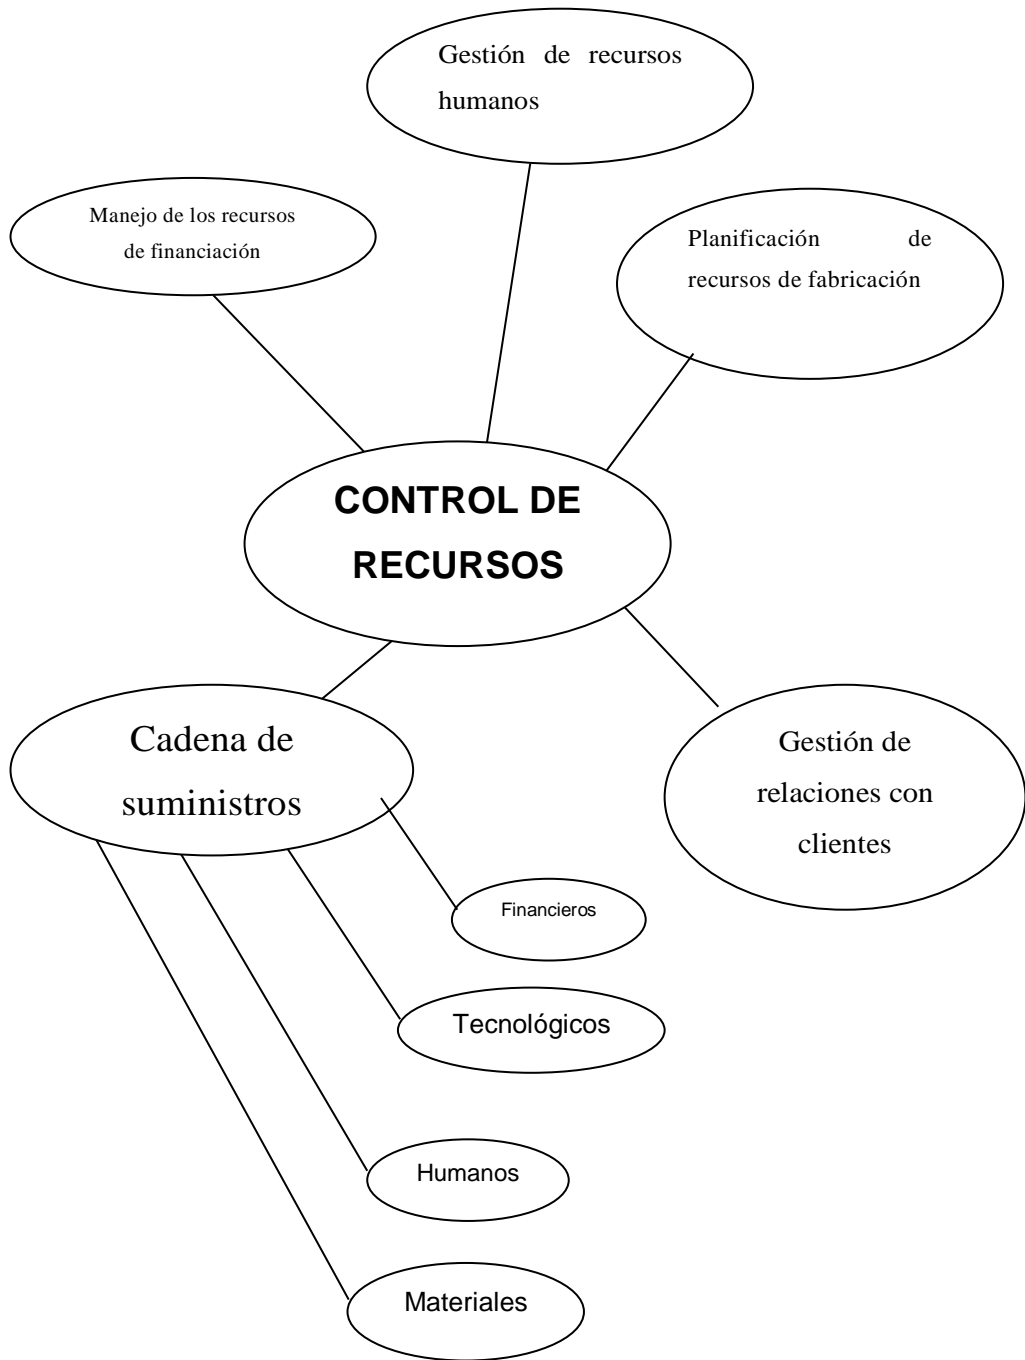 Gestión de recursos
humanos
Manejo de los recursos
de financiación
Planificación de
recursos de fabricación
CONTROL DE
RECURSOS
Cadena de
suministros
Gestión de
relaciones con
clientes
Financieros
Tecnológicos
Humanos
Materiales